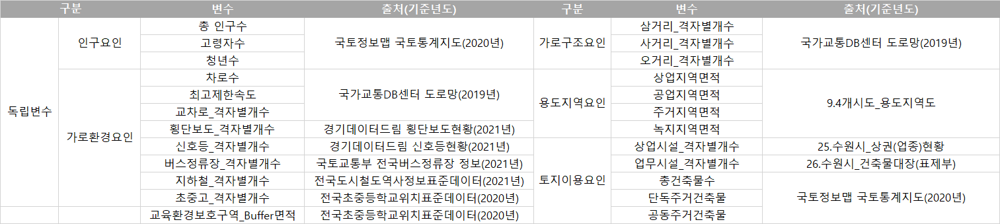 구분 변수 출처(기준년도) 구분 변수 출처(기준년도)
총 인구수 삼거리_격자별개수
인구요인 고령자수 국토정보맵 국토통계지도(2020년) 가로구조요인 사거리_격자별개수 국가교통DB센터 도로망(2019년)
청년수 오거리_격자별개수
차로수 상업지역면적
최고제한속도 국가교통DB센터 도로망(2019년) 공업지역면적
독립변수 교차로_격자별개수 용도지역요인 주거지역면적 9.4개시도_용도지역도
횡단보도_격자별개수 경기데이터드림 횡단보도현황(2021년) 녹지지역면적
가로환경요인 신호등_격자별개수 경기데이터드림 신호등현황(2021년) 상업시설_격자별개수 25.수원시_상권(업종)현황
버스정류장_격자별개수 국토교통부 전국버스정류장 정보(2021년) 업무시설_격자별개수 26.수원시_건축물대장(표제부)
지하철_격자별개수 전국도시철도역사정보표준데이터(2021년) 토지이용요인 총건축물수
초중고_격자별개수 전국초중등학교위치표준데이터(2020년) 단독주거건축물 국토정보맵 국토통계지도(2020년)
교육환경보호구역_Buffer면적 전국초중등학교위치표준데이터(2020년) 공동주거건축물